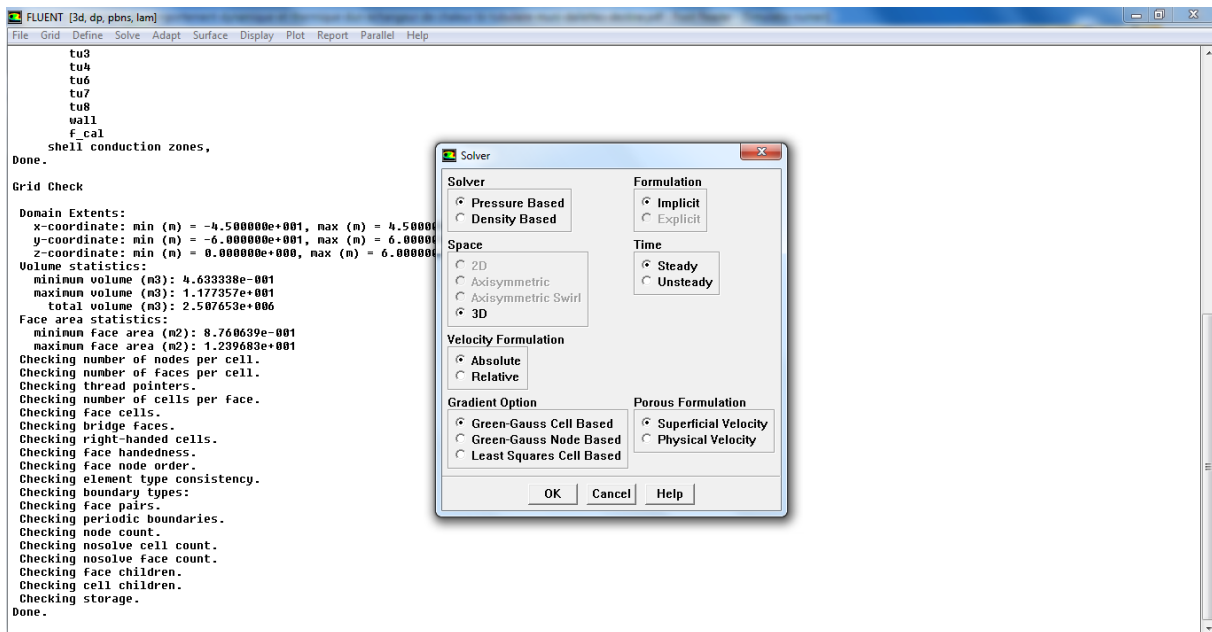 FLUENT [3d, dp, pbns, lam]
File Grid Define Solve Adapt Surface Display Plot Report Parallel Help
tu3
tu4
tu6
tu7
tu8
wall
f_cal
shell conduction zones,
Done.
Grid Check
Domain Extents:
x-coordinate: min (m) = -4.500000e+001, max (m) = 4.5000
y-coordinate: min (m) = -6.000000e+001, max (m) = 6.0000
z-coordinate: min (m) = 0.000000e+000, max (m) = 6.00000
Volume statistics:
minimum volume (m3): 4.633338e-001
maximum volume (m3): 1.177357e+001
total volume (m3): 2.507653e+006
Face area statistics:
minimum face area (m2): 8.760639e-001
maximum face area (m2): 1.239683e+001
Checking number of nodes per cell.
Checking number of faces per cell.
Checking thread pointers.
Checking number of cells per face.
Checking face cells.
Checking bridge faces.
Checking right-handed cells.
Checking face handedness.
Checking face node order.
Checking element type consistency.
Checking boundary types:
Checking face pairs.
Checking periodic boundaries.
Checking node count.
Checking nosolve cell count.
Checking nosolve face count.
Checking face children.
Checking cell children.
Checking storage.
Done.
Solver
Solver
Pressure Based
Density Based
Formulation
Implicit
Explicit
Space
2D
Axisymmetric
Axisymmetric Swirl
3D
Time
Steady
Unsteady
Velocity Formulation
Absolute
Relative
Gradient Option
Green-Gauss Cell Based
Green-Gauss Node Based
Least Squares Cell Based
Porous Formulation
Superficial Velocity
Physical Velocity
OK Cancel Help